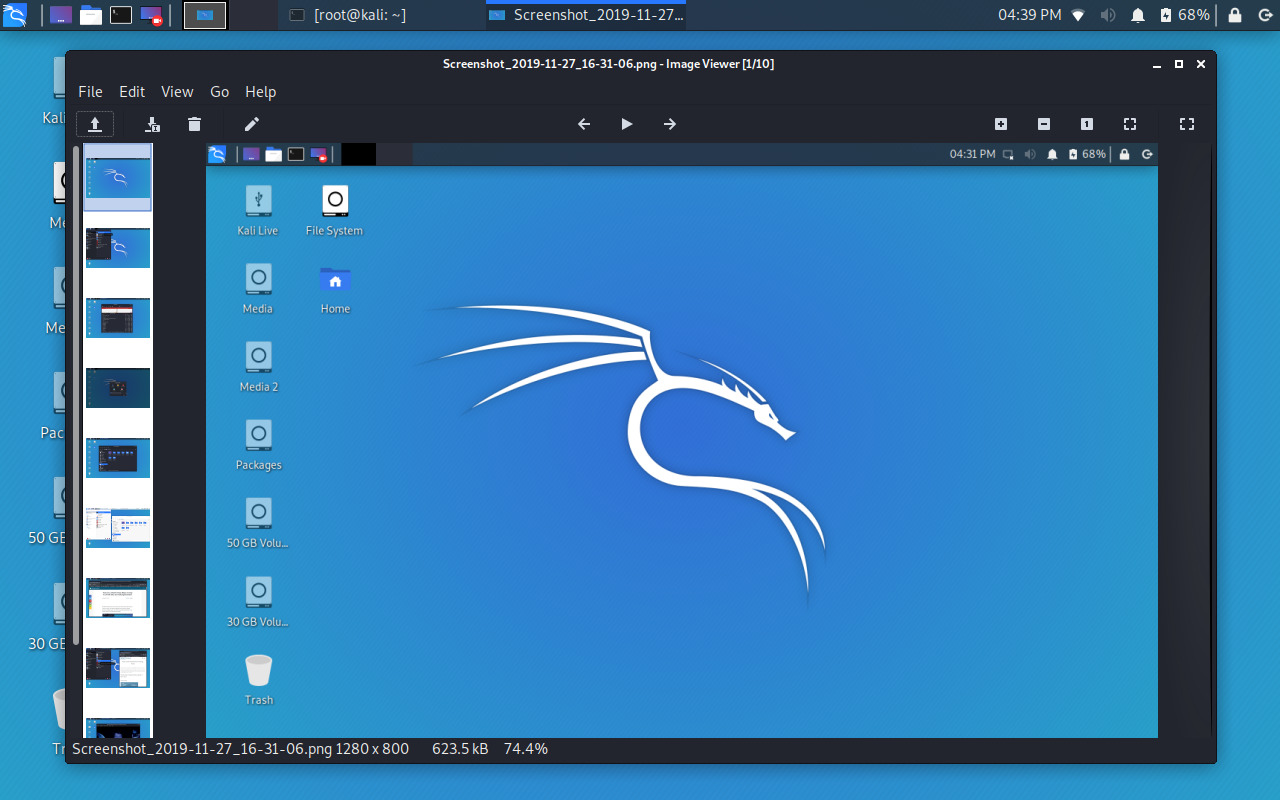 [root@kali: ~]
Screenshot_2019-11-27...
04:39 PM
68%
Screenshot_2019-11-27_16-31-06.png - Image Viewer [1/10]
File Edit View Go Help
04:31 PM
68%
Kali Live
File System
Media
Home
Media 2
Packages
50 GB Volu...
30 GB Volu...
Trash
Kali
Me
Me
Pac
50 GE
30 GE
Tr
Screenshot_2019-11-27_16-31-06.png 1280 x 800 623.5 kB 74.4%